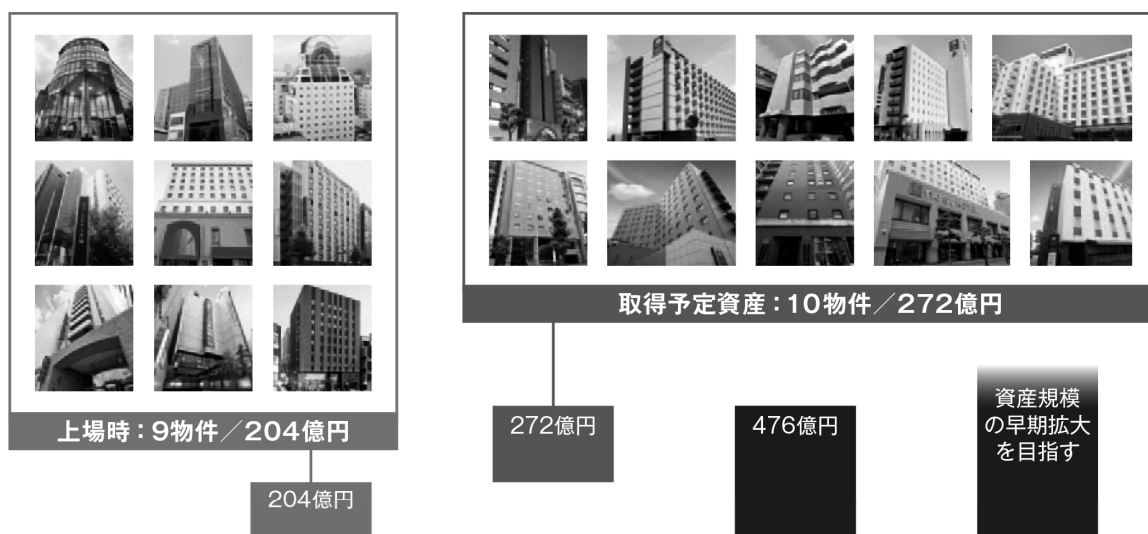 上場時：9物件／204億円
取得予定資産：10物件／272億円
204億円
272億円
476億円
資産規模
の早期拡大
を目指す